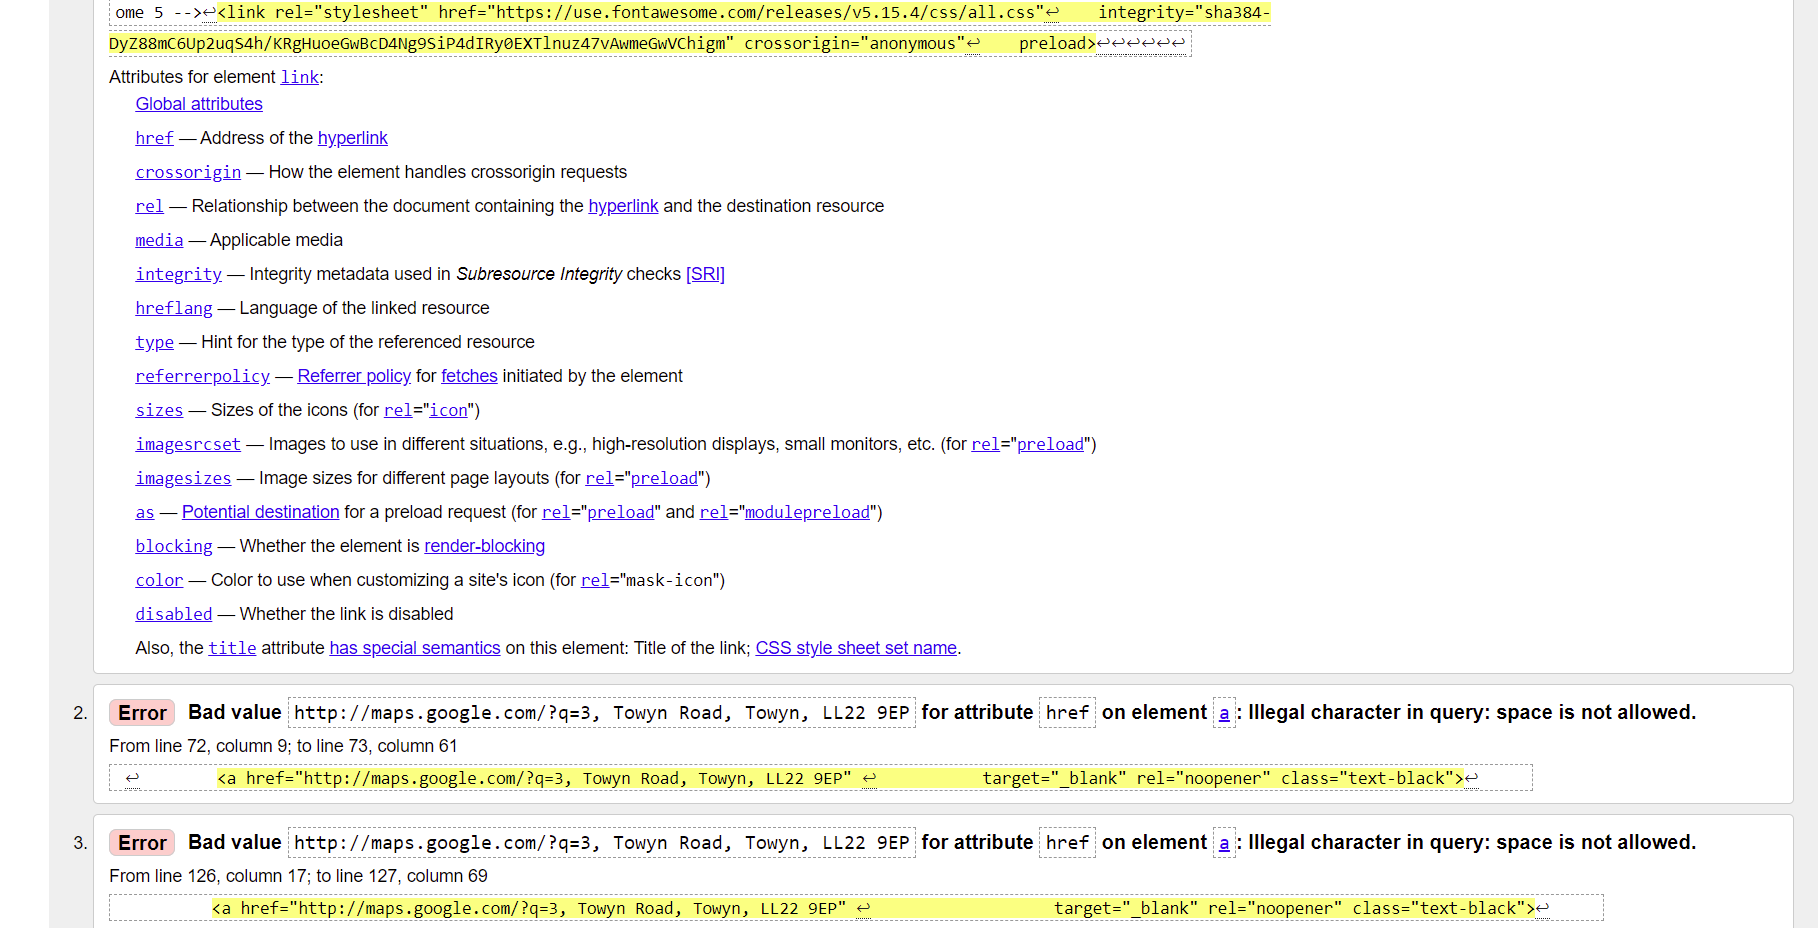 ome 5 -->↩<link rel="stylesheet" href="https://use.fontawesome.com/releases/v5.15.4/css/all.css"↩    integrity="sha384-
DyZ88mC6Up2uqS4h/KRgHuoeGwBcD4Ng9SiP4dIRy0EXTlnuz47vAwmeGwVChigm" crossorigin="anonymous"↩    preload>↩↩↩↩↩↩
Attributes for element link:
Global attributes
href — Address of the hyperlink
crossorigin — How the element handles crossorigin requests
rel — Relationship between the document containing the hyperlink and the destination resource
media — Applicable media
integrity — Integrity metadata used in Subresource Integrity checks [SRI]
hreflang — Language of the linked resource
type — Hint for the type of the referenced resource
referrerpolicy — Referrer policy for fetches initiated by the element
sizes — Sizes of the icons (for rel="icon")
imagesrcset — Images to use in different situations, e.g., high-resolution displays, small monitors, etc. (for rel="preload")
imagesizes — Image sizes for different page layouts (for rel="preload")
as — Potential destination for a preload request (for rel="preload" and rel="modulepreload")
blocking — Whether the element is render-blocking
color — Color to use when customizing a site's icon (for rel="mask-icon")
disabled — Whether the link is disabled
Also, the title attribute has special semantics on this element: Title of the link; CSS style sheet set name.
2. Error Bad value http://maps.google.com/?q=3, Towyn Road, Towyn, LL22 9EP for attribute href on element a: Illegal character in query: space is not allowed.
From line 72, column 9; to line 73, column 61
↩        <a href="http://maps.google.com/?q=3, Towyn Road, Towyn, LL22 9EP" ↩          target="_blank" rel="noopener" class="text-black">↩
3. Error Bad value http://maps.google.com/?q=3, Towyn Road, Towyn, LL22 9EP for attribute href on element a: Illegal character in query: space is not allowed.
From line 126, column 17; to line 127, column 69
<a href="http://maps.google.com/?q=3, Towyn Road, Towyn, LL22 9EP" ↩                  target="_blank" rel="noopener" class="text-black">↩